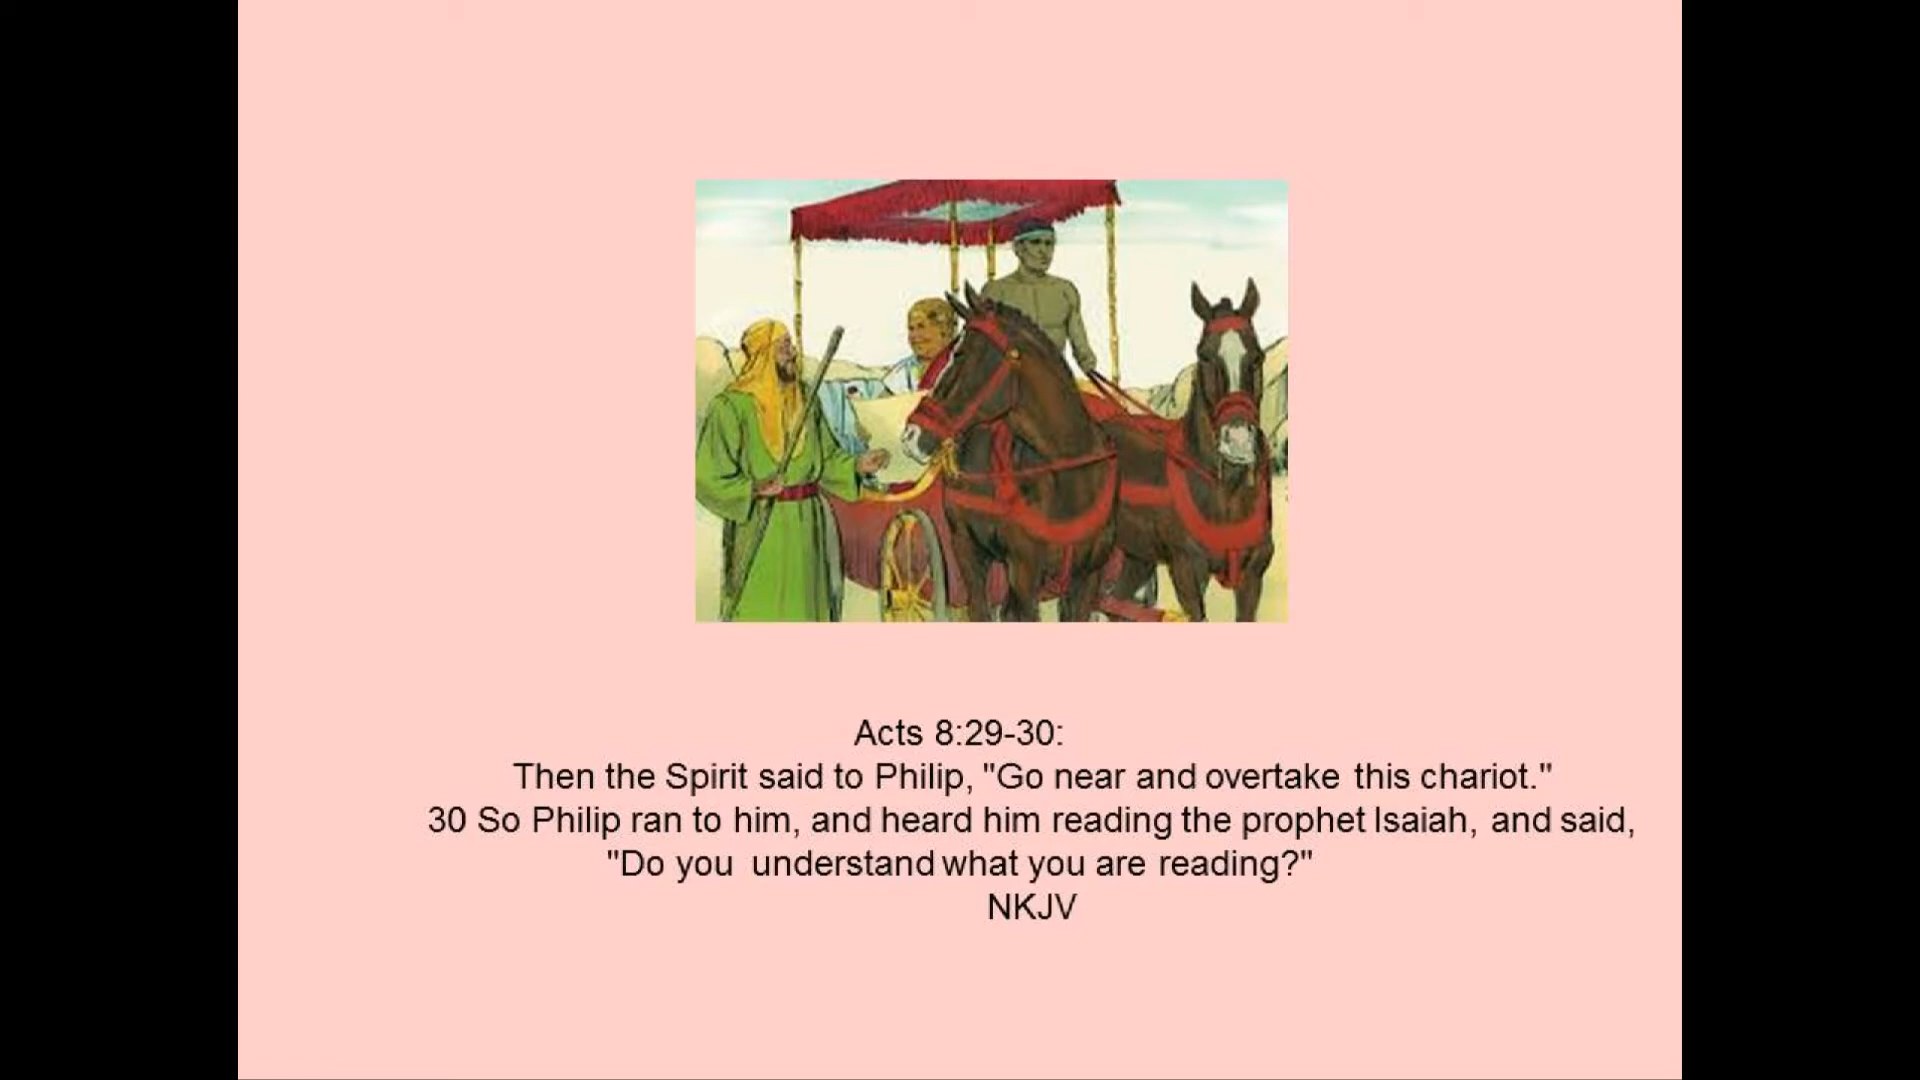 Acts 8:29-30:
Then the Spirit said to Philip, "Go near and overtake this chariot."
30 So Philip ran to him, and heard him reading the prophet Isaiah, and said,
"Do you understand what you are reading?"
NKJV